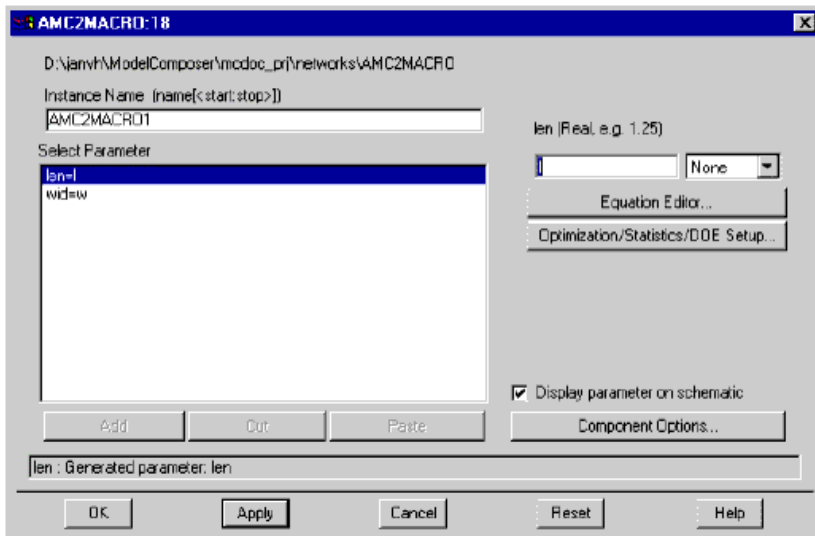 AMC2MACRO:18
D:\janvh\ModelComposer\mcdoc_prj\networks\AMC2MACRO
Instance Name (name[<start:stop>])
AMC2MACRO1
Select Parameter
len=l
wid=w
len (Real, e.g. 1.25)
l
None
Equation Editor...
Optimization/Statistics/DOE Setup...
Display parameter on schematic
Add
Cut
Paste
Component Options...
len : Generated parameter: len
OK
Apply
Cancel
Reset
Help